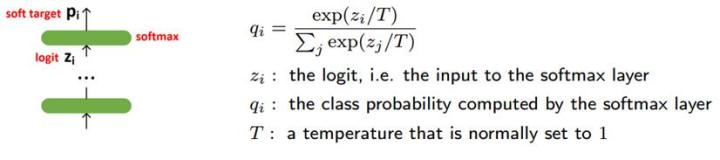 soft target pᵢ
softmax
logit zᵢ
...
qᵢ = exp(zᵢ/T) / ∑ⱼ exp(zⱼ/T)
zᵢ : the logit, i.e. the input to the softmax layer
qᵢ : the class probability computed by the softmax layer
T : a temperature that is normally set to 1